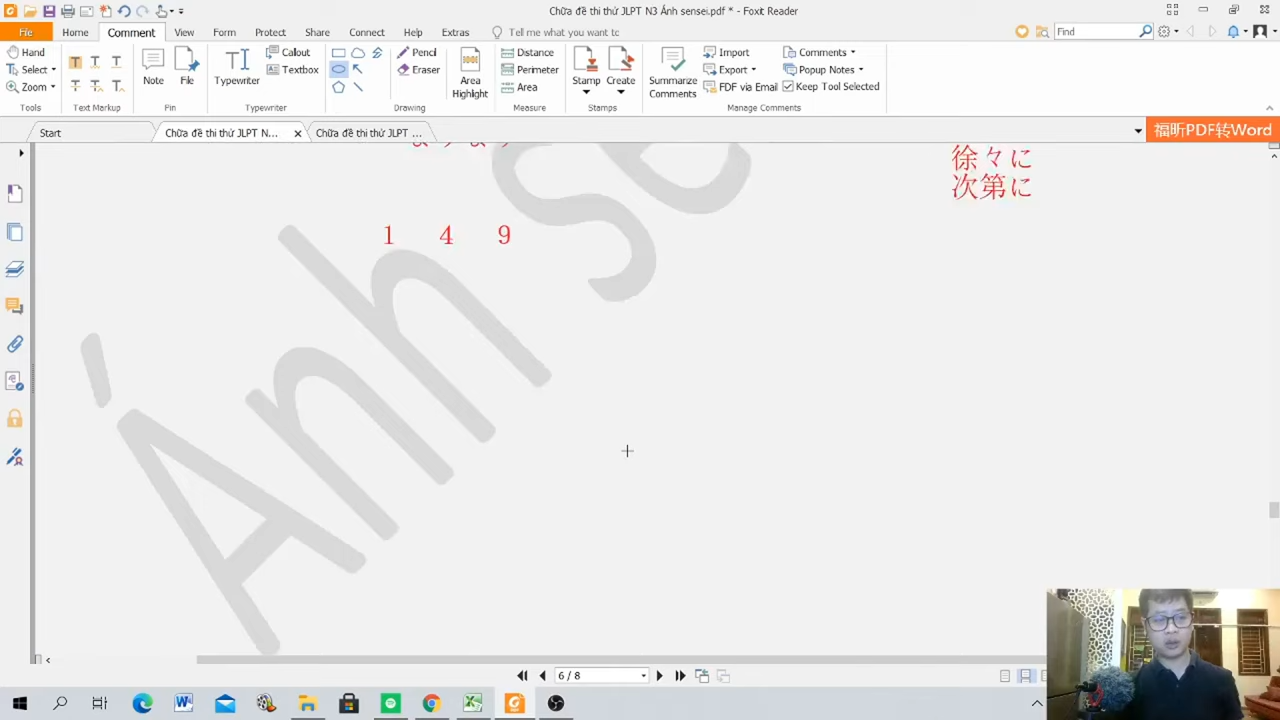 Chữa đề thi thử JLPT N3 Ánh sensei.pdf * - Foxit Reader
File Home Comment View Form Protect Share Connect Help Extras Tell me what you want to
Find
Hand
Select
Zoom
Tools
Text Markup
Note
File
Pin
Typewriter
Callout
Textbox
Typewriter
Pencil
Eraser
Drawing
Area Highlight
Distance
Perimeter
Area
Measure
Stamp
Create
Stamps
Summarize Comments
Import
Export
FDF via Email
Comments
Popup Notes
Keep Tool Selected
Manage Comments
Start
Chữa đề thi thử JLPT N...
Chữa đề thi thử JLPT ...
福昕PDF转Word
徐々に
次第に
1 4 9
Ánh se
6 / 8